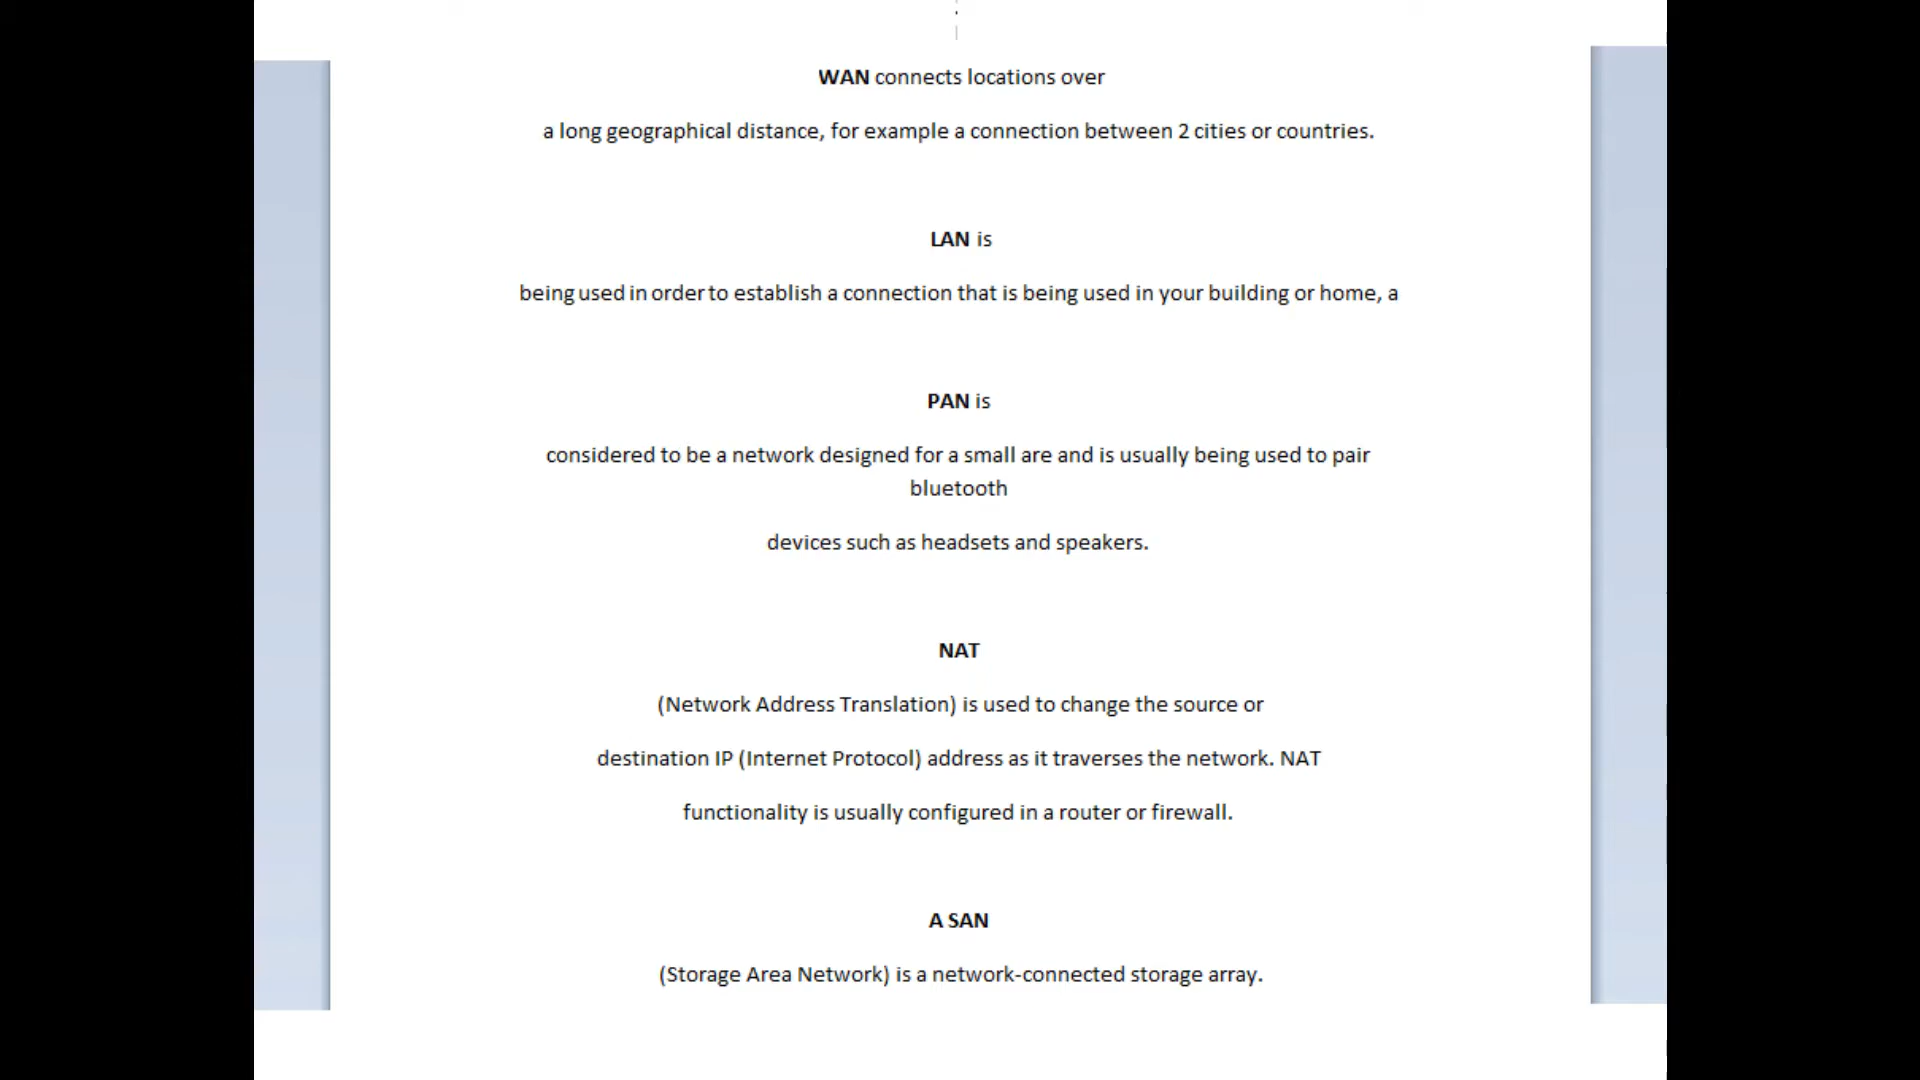 WAN connects locations over
a long geographical distance, for example a connection between 2 cities or countries.
LAN is
being used in order to establish a connection that is being used in your building or home, a
PAN is
considered to be a network designed for a small are and is usually being used to pair
bluetooth
devices such as headsets and speakers.
NAT
(Network Address Translation) is used to change the source or
destination IP (Internet Protocol) address as it traverses the network. NAT
functionality is usually configured in a router or firewall.
A SAN
(Storage Area Network) is a network-connected storage array.